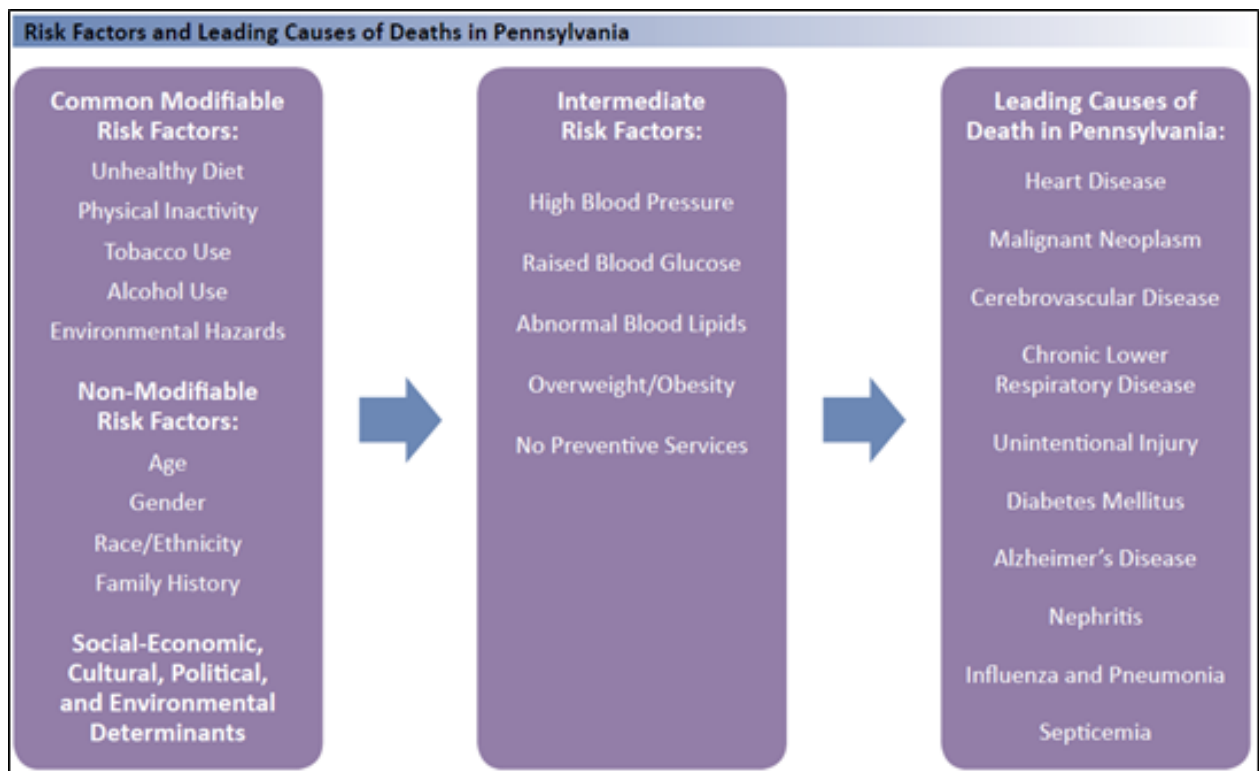 Risk Factors and Leading Causes of Deaths in Pennsylvania
Common Modifiable
Risk Factors:
Unhealthy Diet
Physical Inactivity
Tobacco Use
Alcohol Use
Environmental Hazards
Non-Modifiable
Risk Factors:
Age
Gender
Race/Ethnicity
Family History
Social-Economic,
Cultural, Political,
and Environmental
Determinants
Intermediate
Risk Factors:
High Blood Pressure
Raised Blood Glucose
Abnormal Blood Lipids
Overweight/Obesity
No Preventive Services
Leading Causes of
Death in Pennsylvania:
Heart Disease
Malignant Neoplasm
Cerebrovascular Disease
Chronic Lower
Respiratory Disease
Unintentional Injury
Diabetes Mellitus
Alzheimer's Disease
Nephritis
Influenza and Pneumonia
Septicemia